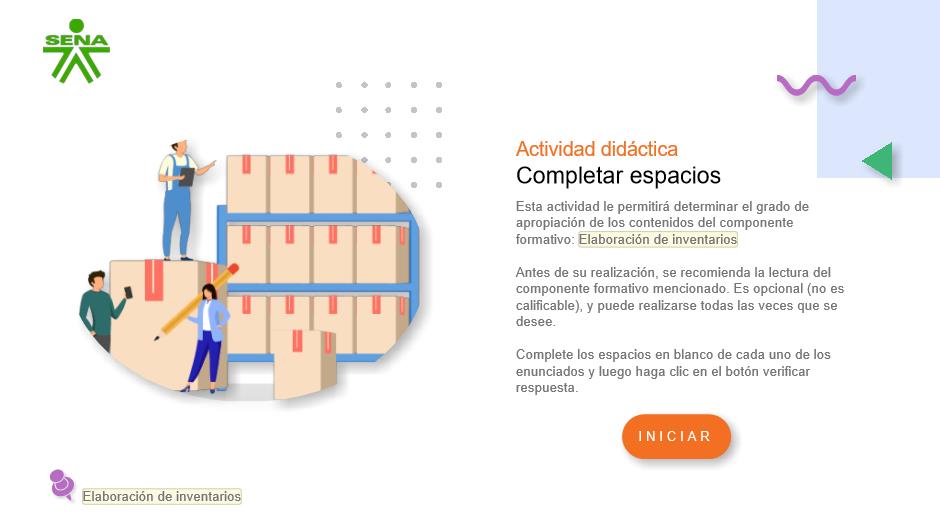 SENA
Actividad didáctica
Completar espacios
Esta actividad le permitirá determinar el grado de
apropiación de los contenidos del componente
formativo: Elaboración de inventarios
Antes de su realización, se recomienda la lectura del
componente formativo mencionado. Es opcional (no es
calificable), y puede realizarse todas las veces que se
desee.
Complete los espacios en blanco de cada uno de los
enunciados y luego haga clic en el botón verificar
respuesta.
INICIAR
Elaboración de inventarios